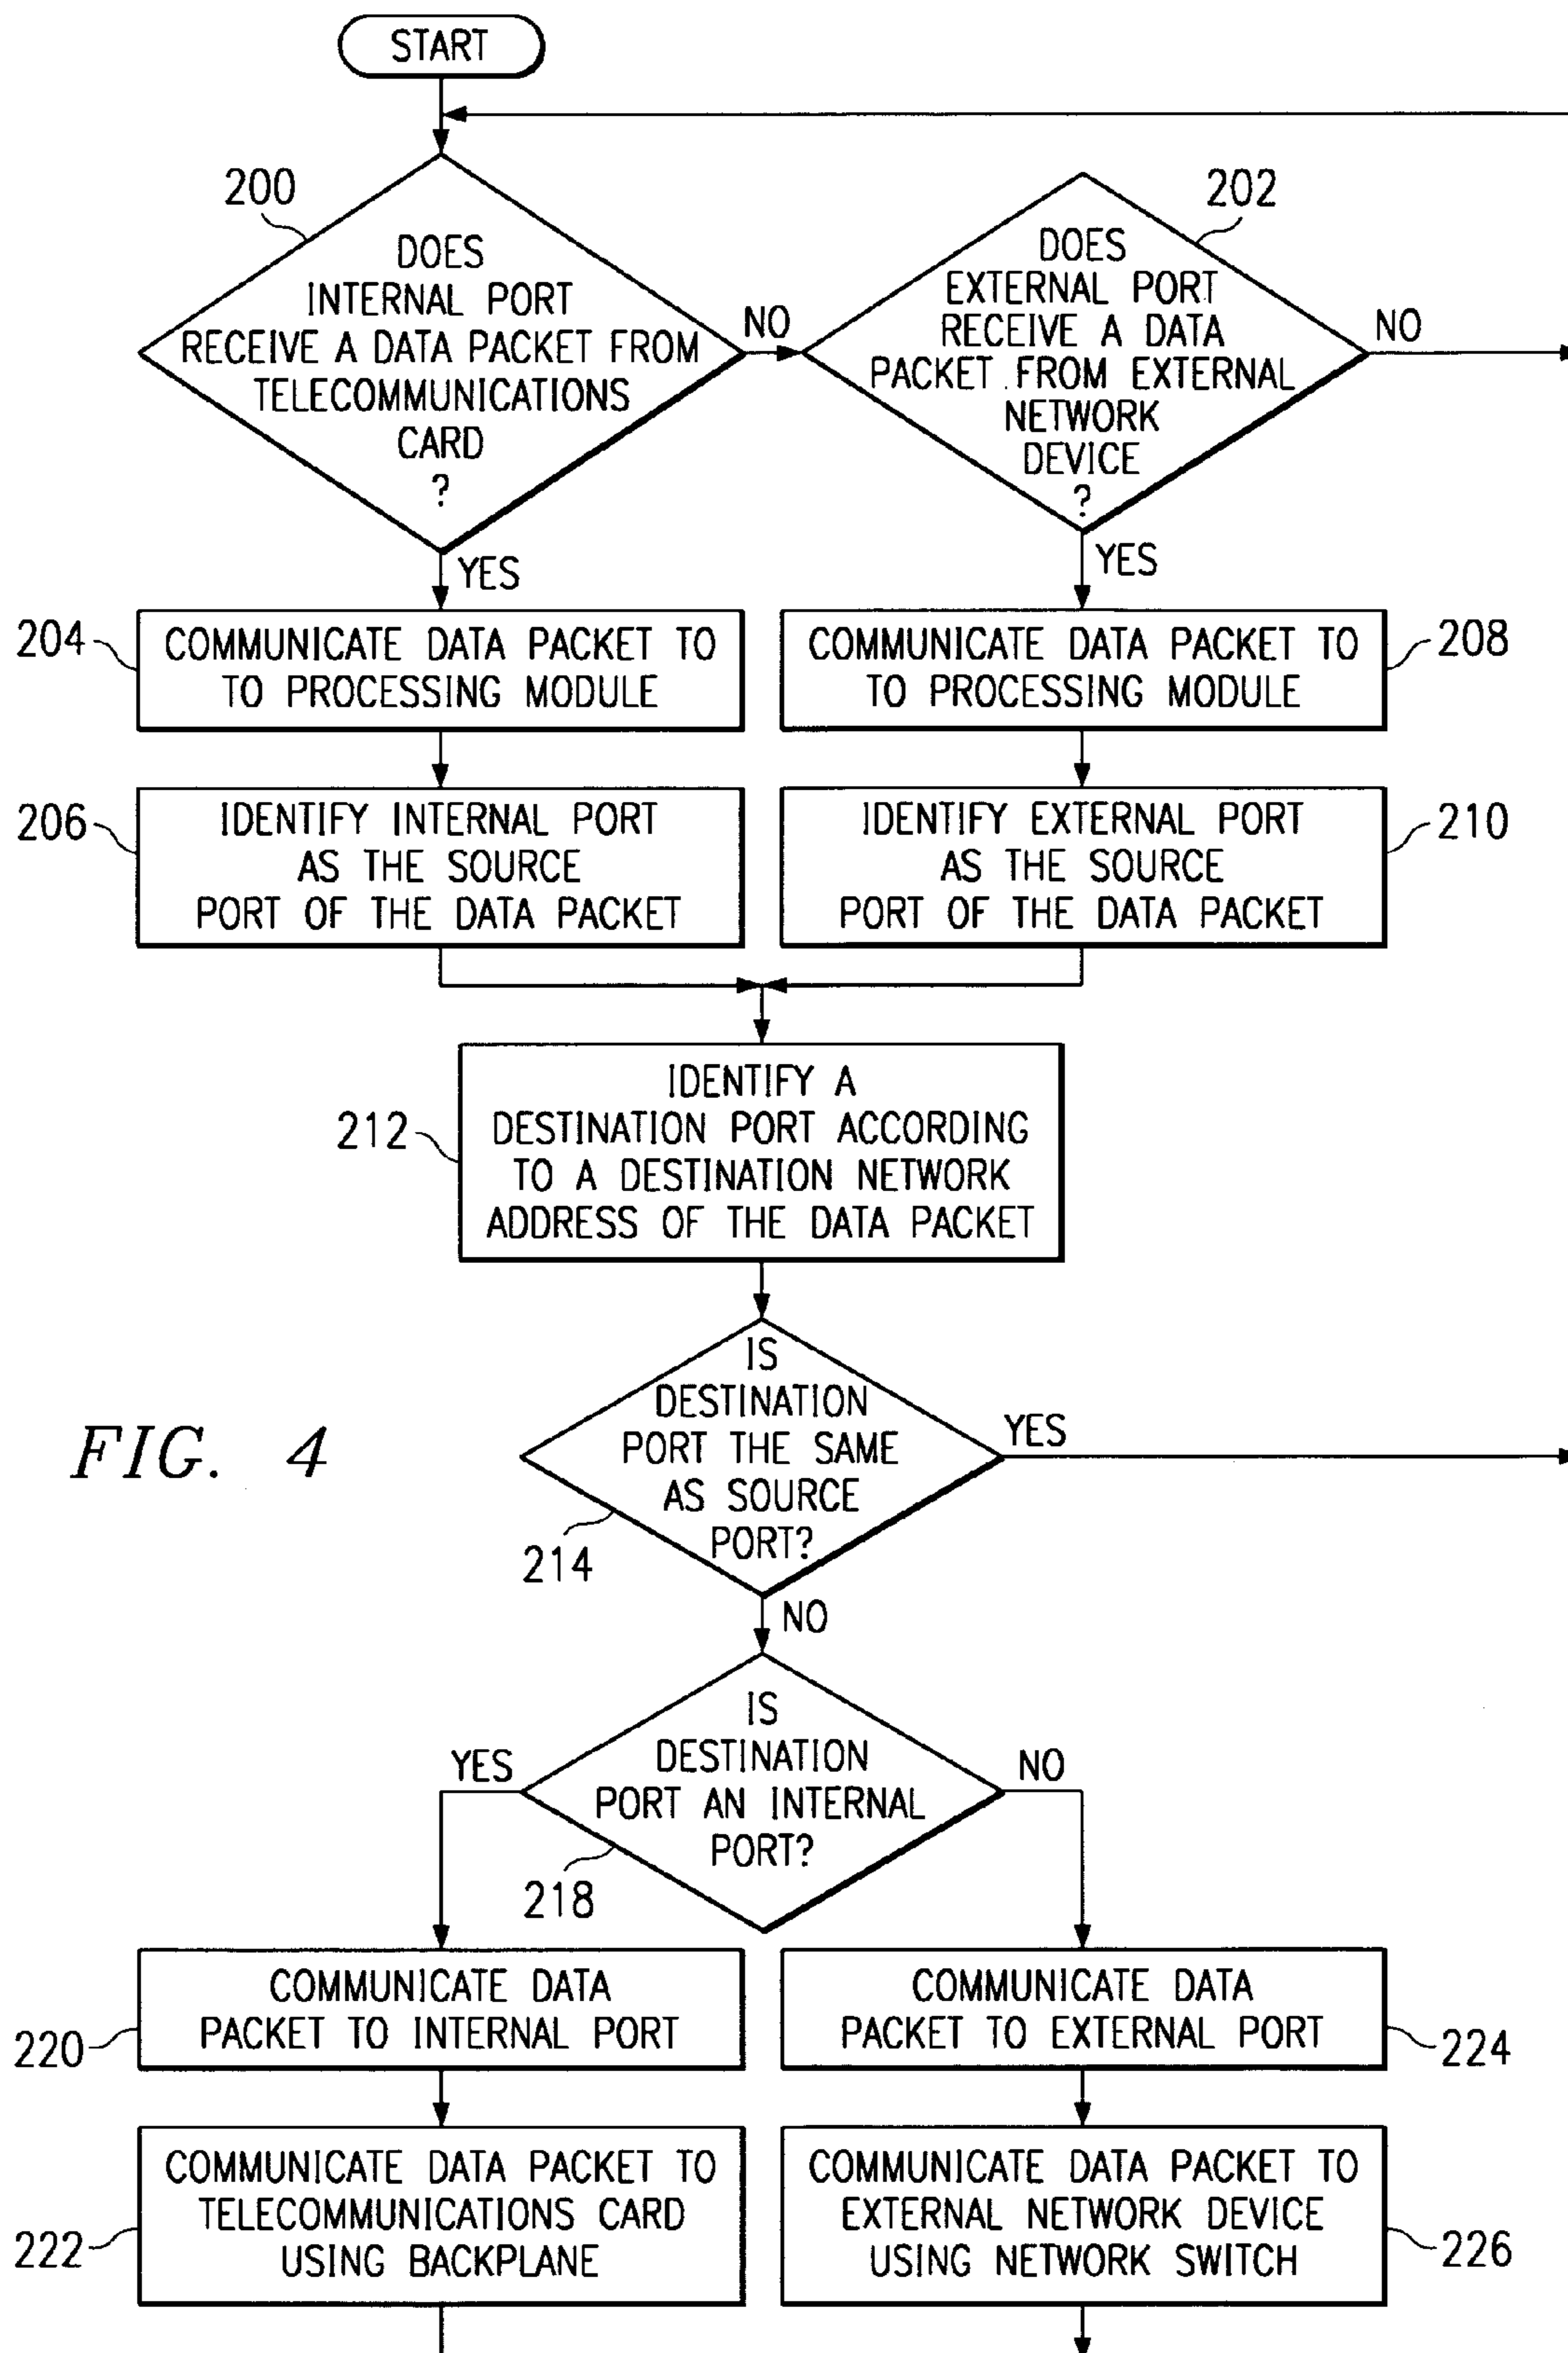 START
200
DOES
INTERNAL PORT
RECEIVE A DATA PACKET FROM
TELECOMMUNICATIONS
CARD
?
NO
202
DOES
EXTERNAL PORT
RECEIVE A DATA
PACKET FROM EXTERNAL
NETWORK
DEVICE
?
NO
YES
YES
204
COMMUNICATE DATA PACKET TO
TO PROCESSING MODULE
COMMUNICATE DATA PACKET TO
TO PROCESSING MODULE
208
206
IDENTIFY INTERNAL PORT
AS THE SOURCE
PORT OF THE DATA PACKET
IDENTIFY EXTERNAL PORT
AS THE SOURCE
PORT OF THE DATA PACKET
210
212
IDENTIFY A
DESTINATION PORT ACCORDING
TO A DESTINATION NETWORK
ADDRESS OF THE DATA PACKET
FIG. 4
IS
DESTINATION
PORT THE SAME
AS SOURCE
PORT?
YES
214
NO
IS
DESTINATION
PORT AN INTERNAL
PORT?
YES
NO
218
220
COMMUNICATE DATA
PACKET TO INTERNAL PORT
COMMUNICATE DATA
PACKET TO EXTERNAL PORT
224
222
COMMUNICATE DATA PACKET TO
TELECOMMUNICATIONS CARD
USING BACKPLANE
COMMUNICATE DATA PACKET TO
EXTERNAL NETWORK DEVICE
USING NETWORK SWITCH
226